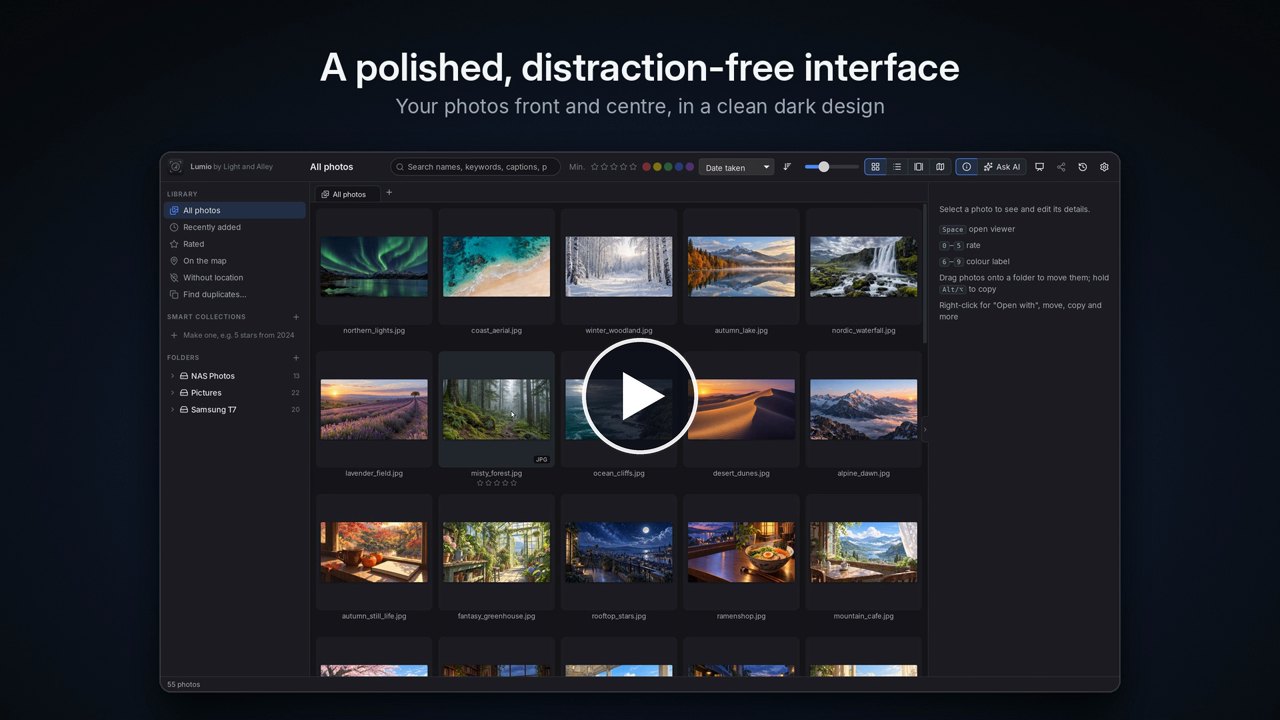 A polished, distraction-free interface
Your photos front and centre, in a clean dark design
Lumio by Light and Alley
All photos
Search names, keywords, captions, p
Min.
Date taken
Ask AI
LIBRARY
All photos
Recently added
Rated
On the map
Without location
Find duplicates...
SMART COLLECTIONS
Make one, e.g. 5 stars from 2024
FOLDERS
NAS Photos 13
Pictures 22
Samsung T7 20
All photos
northern_lights.jpg
coast_aerial.jpg
winter_woodland.jpg
autumn_lake.jpg
nordic_waterfall.jpg
JPG
lavender_field.jpg
misty_forest.jpg
ocean_cliffs.jpg
desert_dunes.jpg
alpine_dawn.jpg
autumn_still_life.jpg
fantasy_greenhouse.jpg
rooftop_stars.jpg
ramenshop.jpg
mountain_cafe.jpg
Select a photo to see and edit its details.
Space open viewer
0–5 rate
6–9 colour label
Drag photos onto a folder to move them; hold
Alt/⌥ to copy
Right-click for "Open with", move, copy and
more
55 photos